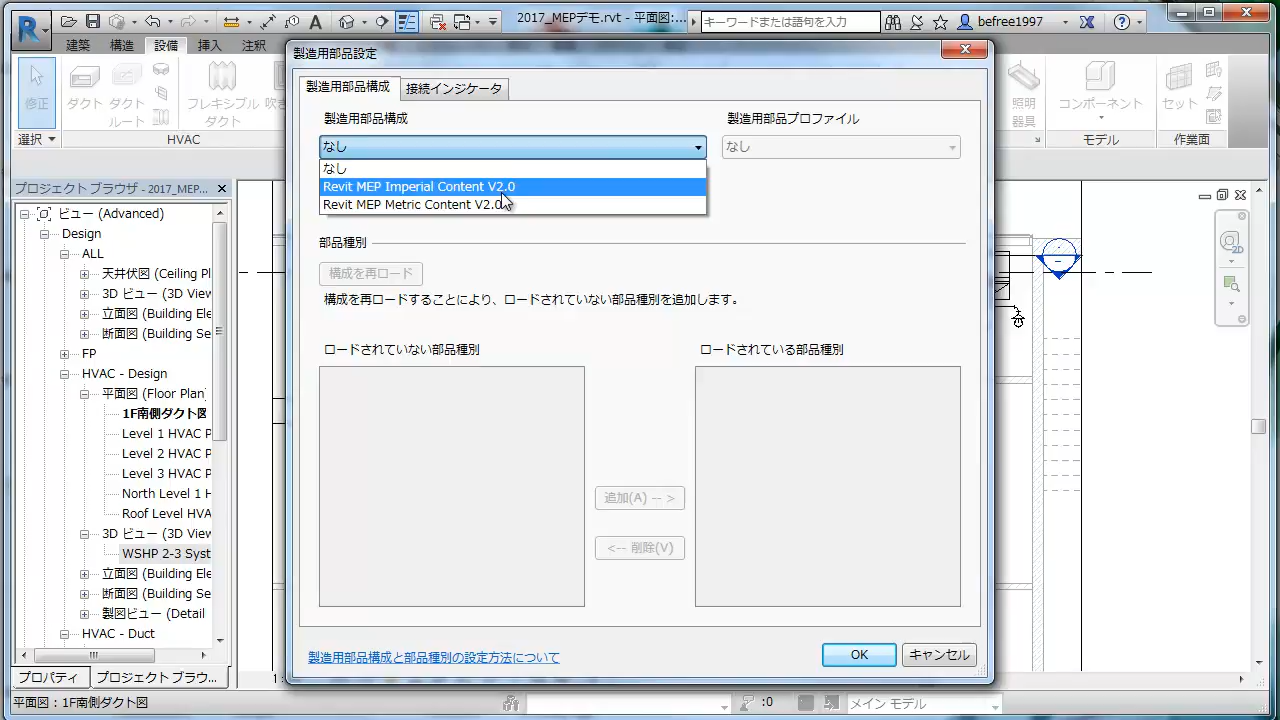 2017_MEPデモ.rvt - 平面図:...
キーワードまたは語句を入力
befree1997
建築
構造
設備
挿入
注釈
修正
選択
ダクト
ダクト
ルート
フレキシブル
ダクト
HVAC
照明
器具
コンポーネント
モデル
セット
作業面
製造用部品設定
製造用部品構成
接続インジケータ
製造用部品構成
製造用部品プロファイル
なし
なし
なし
Revit MEP Imperial Content V2.0
Revit MEP Metric Content V2.0
部品種別
構成を再ロード
構成を再ロードすることにより、ロードされていない部品種別を追加します。
ロードされていない部品種別
ロードされている部品種別
追加(A) -- >
<-- 削除(V)
製造用部品構成と部品種別の設定方法について
OK
キャンセル
プロジェクト ブラウザ - 2017_MEP...
ビュー (Advanced)
Design
ALL
天井伏図 (Ceiling Pl
3D ビュー (3D View
立面図 (Building Ele
断面図 (Building Se
FP
HVAC - Design
平面図 (Floor Plan)
1F南側ダクト図
Level 1 HVAC P
Level 2 HVAC P
Level 3 HVAC P
North Level 1 H
Roof Level HVA
3D ビュー (3D View
WSHP 2-3 Syst
立面図 (Building Ele
断面図 (Building Se
製図ビュー (Detail
HVAC - Duct
プロパティ
プロジェクト ブラウ...
2D
平面図 : 1F南側ダクト図
:0
メイン モデル